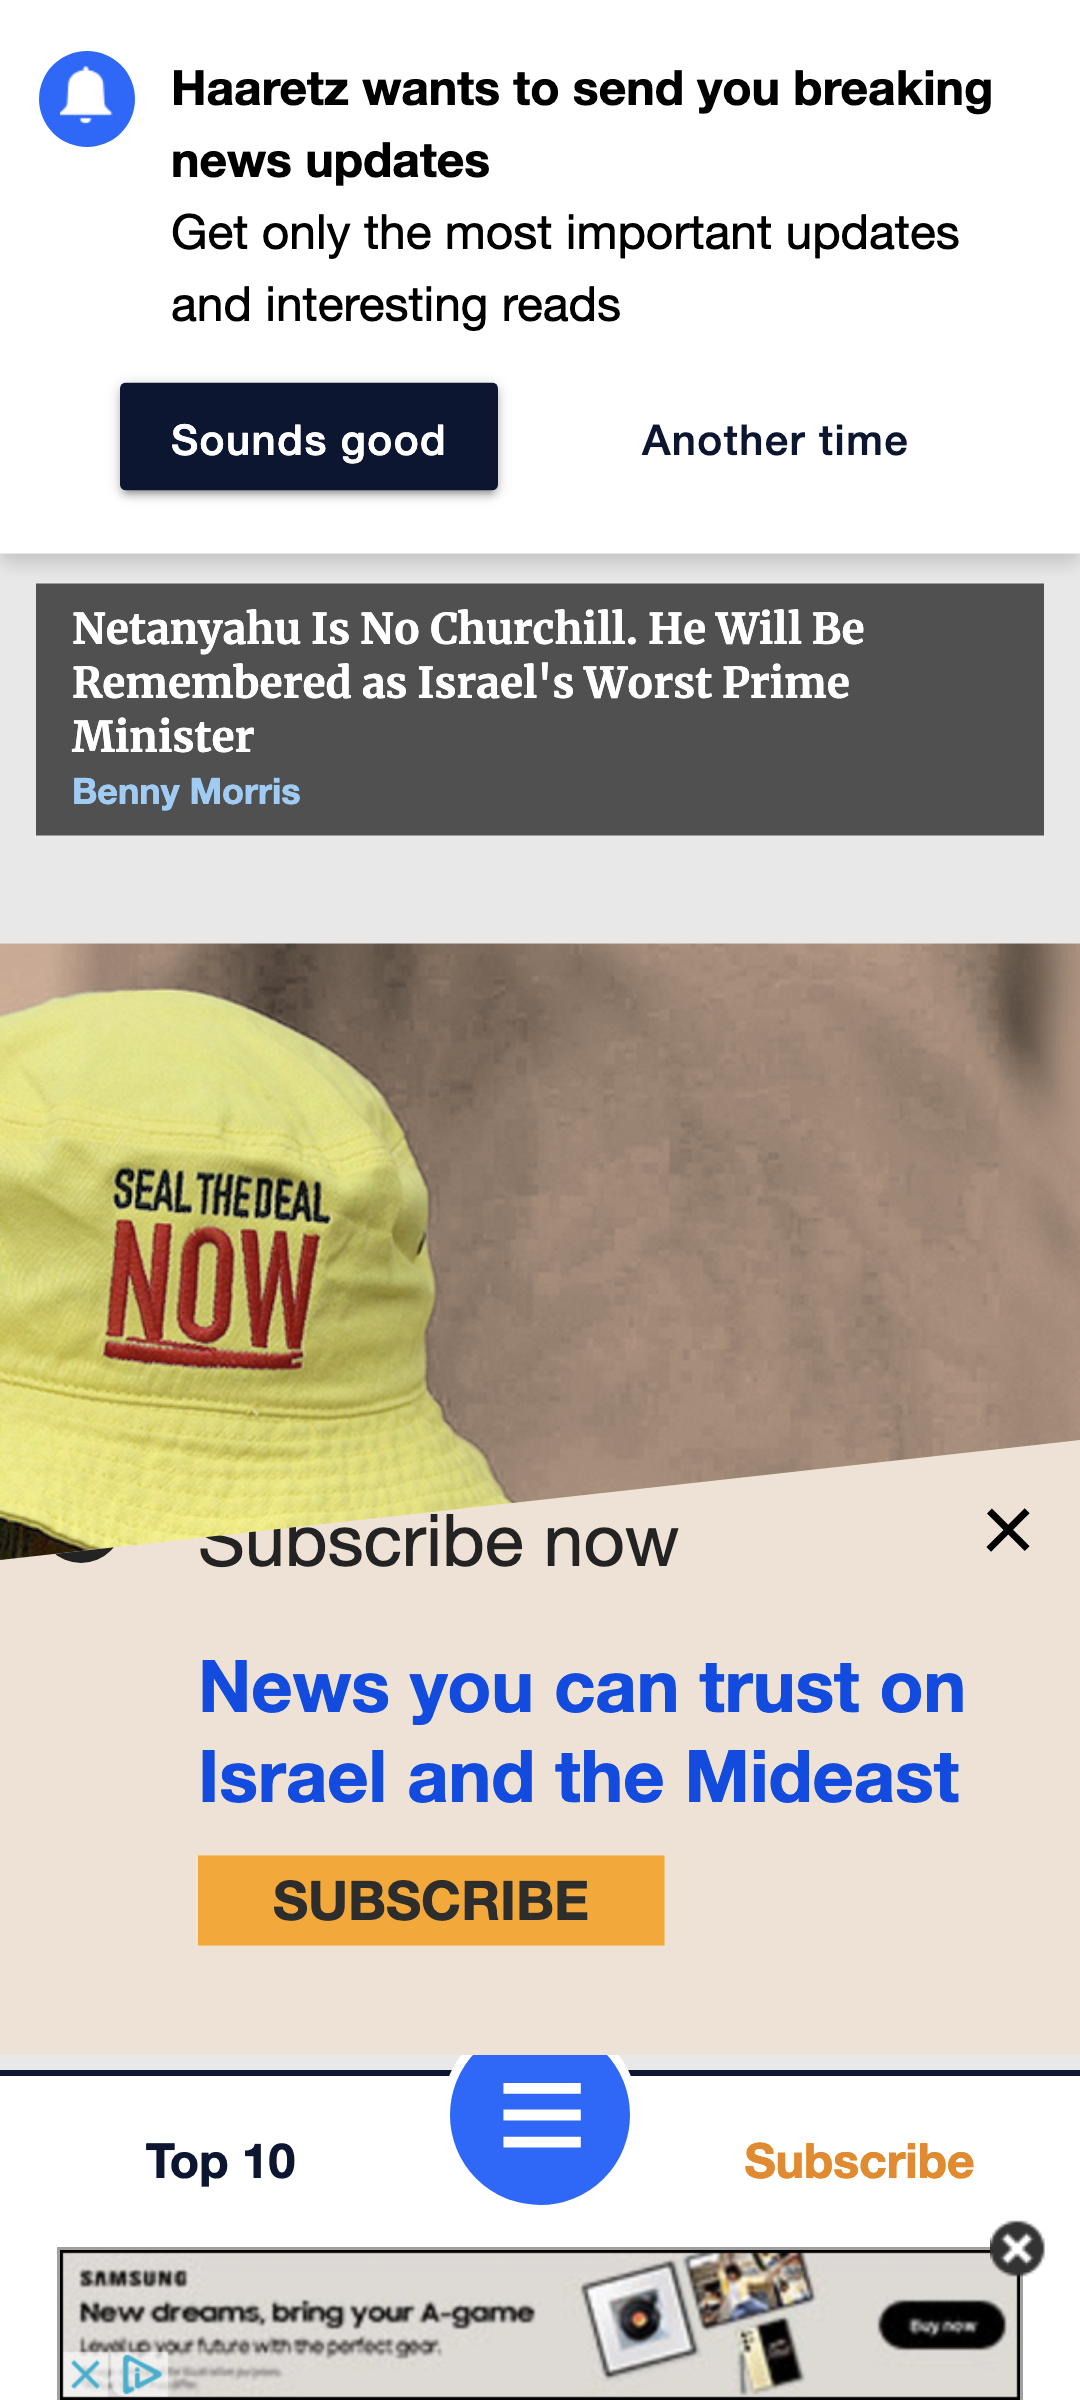 Haaretz wants to send you breaking
news updates
Get only the most important updates
and interesting reads
Sounds good
Another time
Netanyahu Is No Churchill. He Will Be
Remembered as Israel's Worst Prime
Minister
Benny Morris
SEAL THE DEAL
NOW
Subscribe now
News you can trust on
Israel and the Mideast
SUBSCRIBE
Top 10
Subscribe
SAMSUNG
New dreams, bring your A-game
Level up your future with the perfect gear.
for illustrative purposes.
Buy now